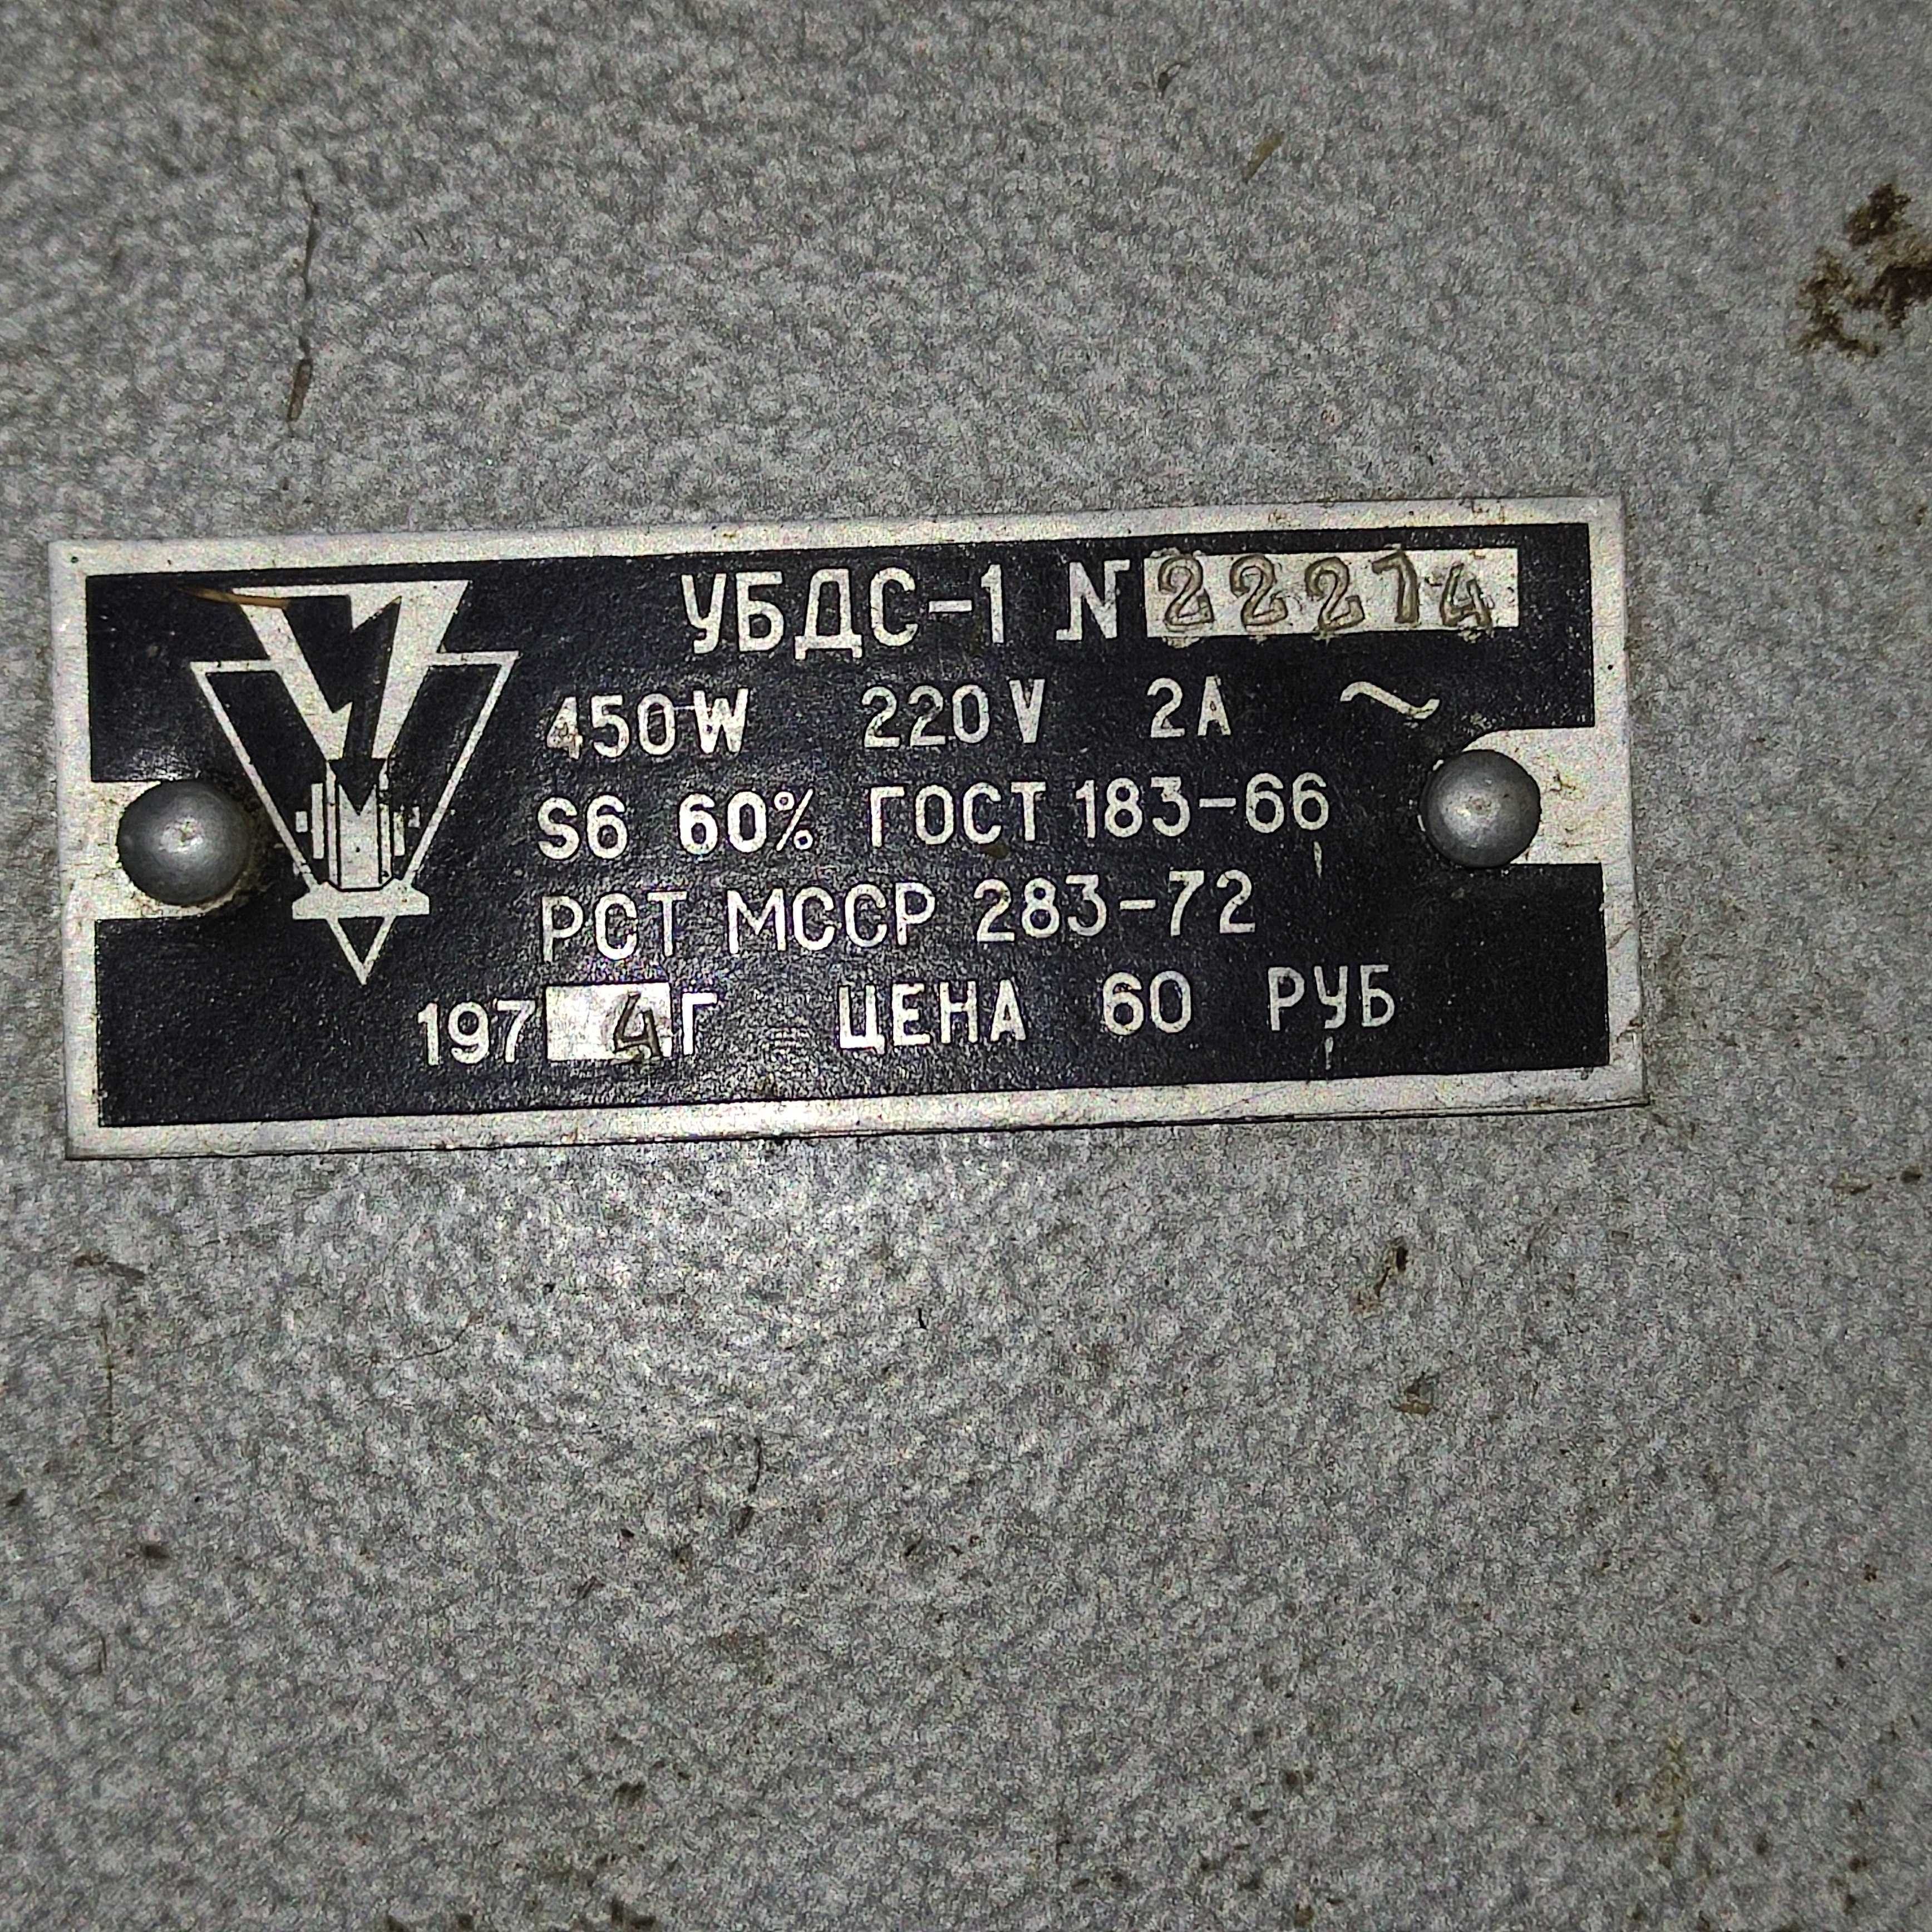 УБДС-1 № 22214
450W 220V 2A ~
S6 60% ГОСТ 183-66
РСТ МССР 283-72
1974Г ЦЕНА 60 РУБ